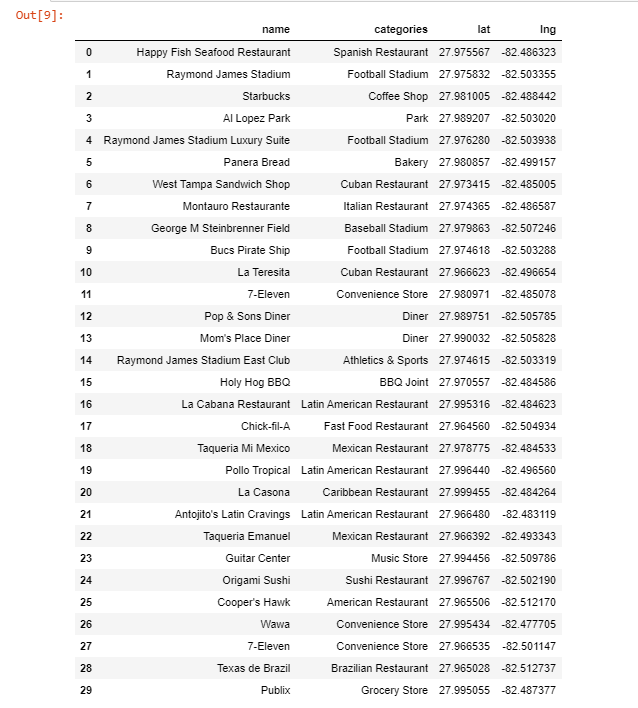 Out[9]:
name categories lat lng
0 Happy Fish Seafood Restaurant Spanish Restaurant 27.975567 -82.486323
1 Raymond James Stadium Football Stadium 27.975832 -82.503355
2 Starbucks Coffee Shop 27.981005 -82.488442
3 Al Lopez Park Park 27.989207 -82.503020
4 Raymond James Stadium Luxury Suite Football Stadium 27.976280 -82.503938
5 Panera Bread Bakery 27.980857 -82.499157
6 West Tampa Sandwich Shop Cuban Restaurant 27.973415 -82.485005
7 Montauro Restaurante Italian Restaurant 27.974365 -82.486587
8 George M Steinbrenner Field Baseball Stadium 27.979863 -82.507246
9 Bucs Pirate Ship Football Stadium 27.974618 -82.503288
10 La Teresita Cuban Restaurant 27.966623 -82.496654
11 7-Eleven Convenience Store 27.980971 -82.485078
12 Pop & Sons Diner Diner 27.989751 -82.505785
13 Mom's Place Diner Diner 27.990032 -82.505828
14 Raymond James Stadium East Club Athletics & Sports 27.974615 -82.503319
15 Holy Hog BBQ BBQ Joint 27.970557 -82.484586
16 La Cabana Restaurant Latin American Restaurant 27.995316 -82.484623
17 Chick-fil-A Fast Food Restaurant 27.964560 -82.504934
18 Taqueria Mi Mexico Mexican Restaurant 27.978775 -82.484533
19 Pollo Tropical Latin American Restaurant 27.996440 -82.496560
20 La Casona Caribbean Restaurant 27.999455 -82.484264
21 Antojito's Latin Cravings Latin American Restaurant 27.966480 -82.483119
22 Taqueria Emanuel Mexican Restaurant 27.966392 -82.493343
23 Guitar Center Music Store 27.994456 -82.509786
24 Origami Sushi Sushi Restaurant 27.996767 -82.502190
25 Cooper's Hawk American Restaurant 27.965506 -82.512170
26 Wawa Convenience Store 27.995434 -82.477705
27 7-Eleven Convenience Store 27.966535 -82.501147
28 Texas de Brazil Brazilian Restaurant 27.965028 -82.512737
29 Publix Grocery Store 27.995055 -82.487377